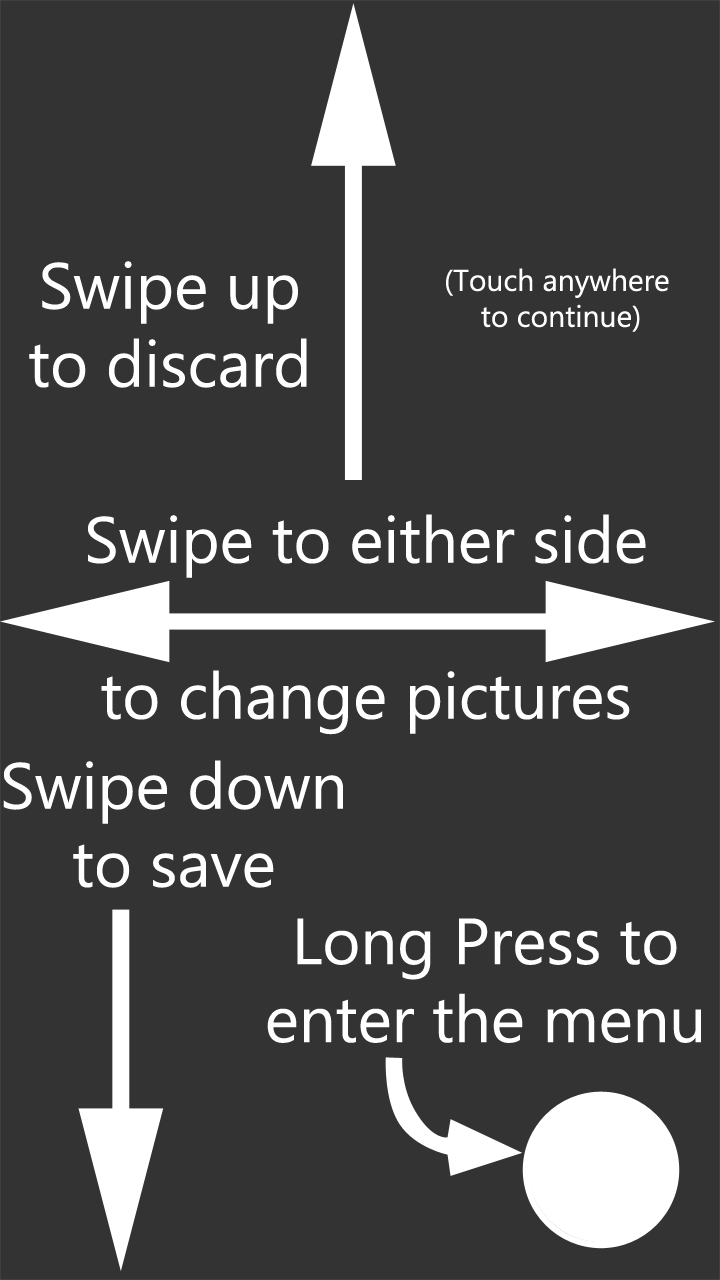 Swipe up
to discard
(Touch anywhere
to continue)
Swipe to either side
to change pictures
Swipe down
to save
Long Press to
enter the menu